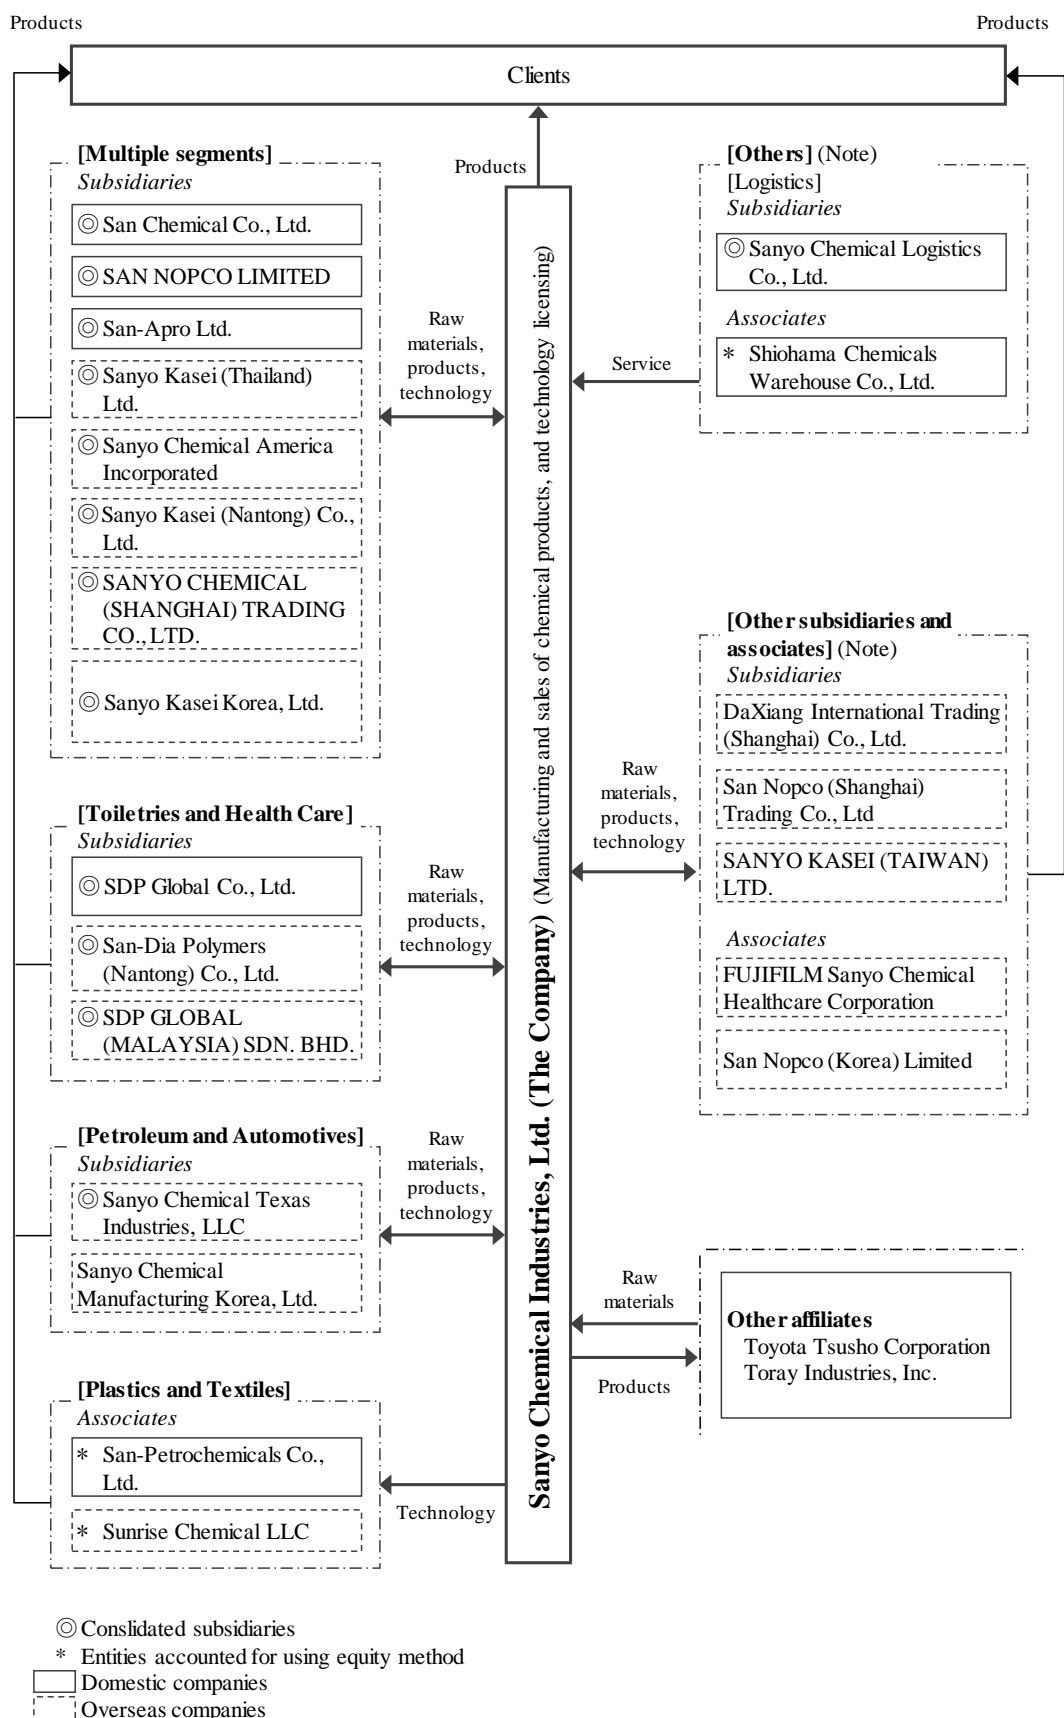 Products
Products
Clients
[Multiple segments]
Subsidiaries
◎ San Chemical Co., Ltd.
◎ SAN NOPCO LIMITED
◎ San-Apro Ltd.
◎ Sanyo Kasei (Thailand)
Ltd.
◎ Sanyo Chemical America
Incorporated
◎ Sanyo Kasei (Nantong) Co.,
Ltd.
◎ SANYO CHEMICAL
(SHANGHAI) TRADING
CO., LTD.
◎ Sanyo Kasei Korea, Ltd.
Raw
materials,
products,
technology
[Toiletries and Health Care]
Subsidiaries
◎ SDP Global Co., Ltd.
◎ San-Dia Polymers
(Nantong) Co., Ltd.
◎ SDP GLOBAL
(MALAYSIA) SDN. BHD.
Raw
materials,
products,
technology
[Petroleum and Automotives]
Subsidiaries
◎ Sanyo Chemical Texas
Industries, LLC
Sanyo Chemical
Manufacturing Korea, Ltd.
Raw
materials,
products,
technology
[Plastics and Textiles]
Associates
* San-Petrochemicals Co.,
Ltd.
* Sunrise Chemical LLC
Technology
Products
Sanyo Chemical Industries, Ltd. (The Company) (Manufacturing and sales of chemical products, and technology licensing)
[Others] (Note)
[Logistics]
Subsidiaries
◎ Sanyo Chemical Logistics
Co., Ltd.
Associates
* Shiohama Chemicals
Warehouse Co., Ltd.
Service
[Other subsidiaries and
associates] (Note)
Subsidiaries
DaXiang International Trading
(Shanghai) Co., Ltd.
San Nopco (Shanghai)
Trading Co., Ltd
SANYO KASEI (TAIWAN)
LTD.
Associates
FUJIFILM Sanyo Chemical
Healthcare Corporation
San Nopco (Korea) Limited
Raw
materials,
products,
technology
Raw
materials
Products
Other affiliates
Toyota Tsusho Corporation
Toray Industries, Inc.
◎ Conslidated subsidiaries
* Entities accounted for using equity method
Domestic companies
Overseas companies